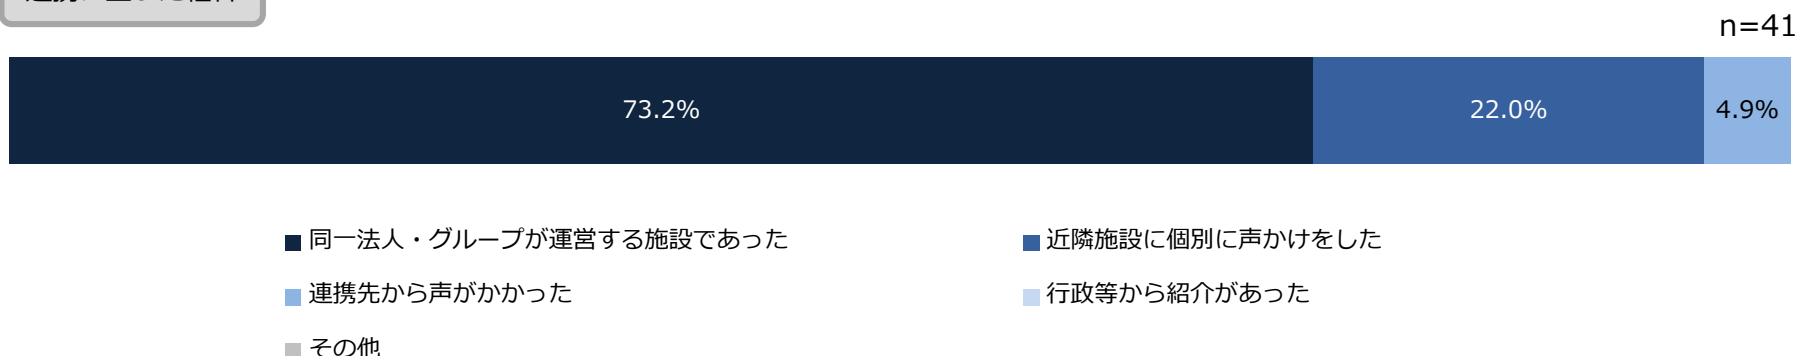 n=41
73.2% 22.0% 4.9%
同一法人・グループが運営する施設であった
近隣施設に個別に声かけをした
連携先から声がかかった
行政等から紹介があった
その他